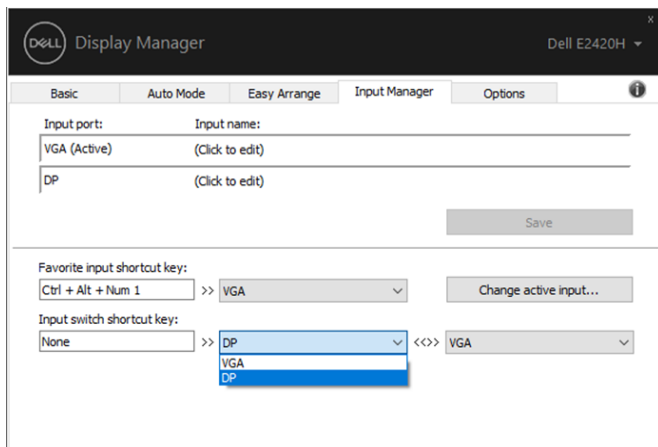 x
DELL Display Manager Dell E2420H
Basic Auto Mode Easy Arrange Input Manager Options i
Input port: Input name:
VGA (Active) (Click to edit)
DP (Click to edit)
Save
Favorite input shortcut key:
Ctrl + Alt + Num 1 >> VGA Change active input...
Input switch shortcut key:
None >> DP <<>> VGA
VGA
DP